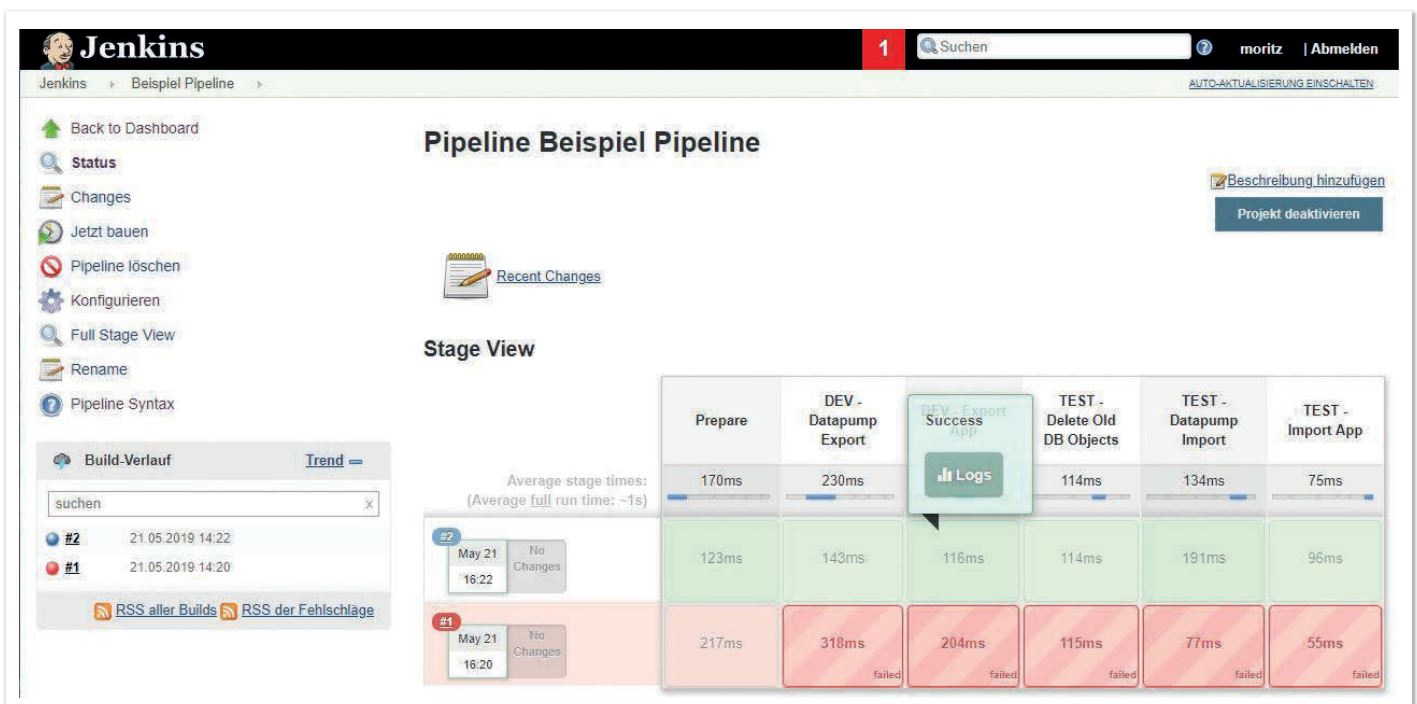 Jenkins
1
Suchen
moritz | Abmelden
Jenkins Beispiel Pipeline
AUTO-AKTUALISIERUNG EINSCHALTEN
Back to Dashboard
Status
Changes
Jetzt bauen
Pipeline löschen
Konfigurieren
Full Stage View
Rename
Pipeline Syntax
Build-Verlauf
Trend
suchen x
#2 21.05.2019 14:22
#1 21.05.2019 14:20
RSS aller Builds RSS der Fehlschläge
Pipeline Beispiel Pipeline
Beschreibung hinzufügen
Projekt deaktivieren
Recent Changes
Stage View
Prepare
DEV -
Datapump
Export
DEV - Export
App
Success
Logs
TEST -
Delete Old
DB Objects
TEST -
Datapump
Import
TEST -
Import App
Average stage times:
(Average full run time: ~1s)
170ms 230ms 114ms 134ms 75ms
#2
May 21
16:22
No
Changes
123ms 143ms 116ms 114ms 191ms 96ms
#1
May 21
16:20
No
Changes
217ms 318ms 204ms 115ms 77ms 55ms
failed failed failed failed failed